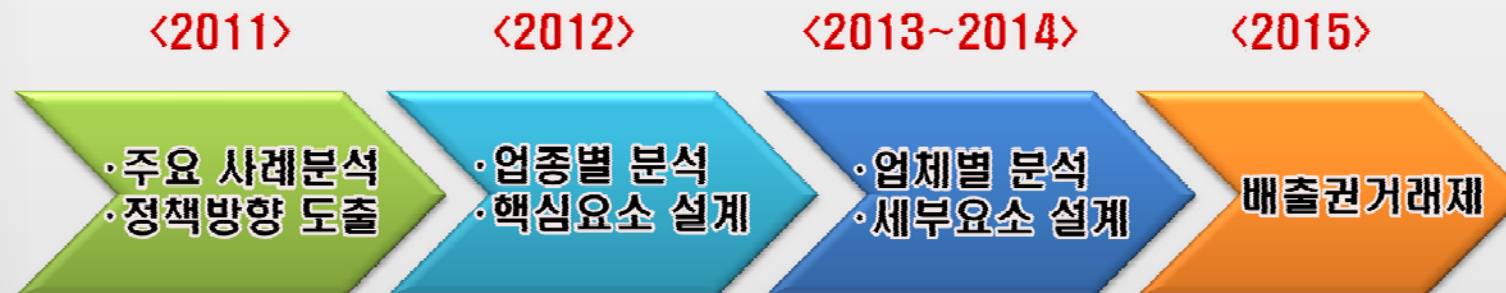 <2011>
<2012>
<2013~2014>
<2015>
·주요 사례분석
·정책방향 도출
·업종별 분석
·핵심요소 설계
·업체별 분석
·세부요소 설계
배출권거래제